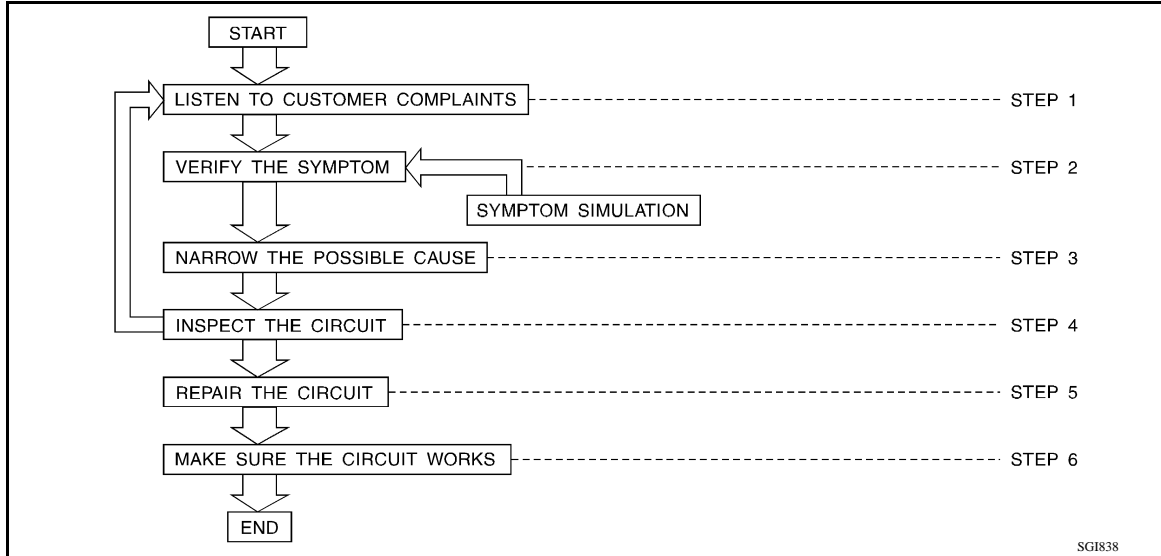 START
LISTEN TO CUSTOMER COMPLAINTS STEP 1
VERIFY THE SYMPTOM STEP 2
SYMPTOM SIMULATION
NARROW THE POSSIBLE CAUSE STEP 3
INSPECT THE CIRCUIT STEP 4
REPAIR THE CIRCUIT STEP 5
MAKE SURE THE CIRCUIT WORKS STEP 6
END
SGI838